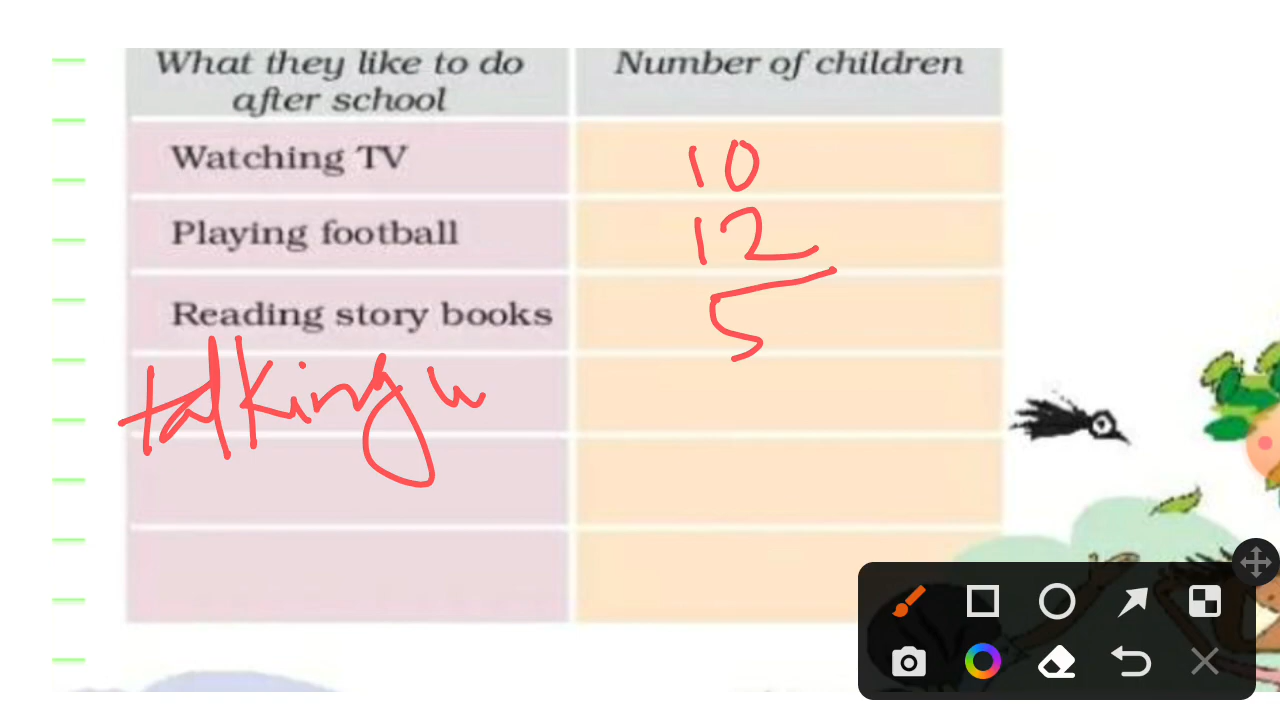 What they like to do after school Number of children
Watching TV 10
Playing football 12
Reading story books 5
talking w